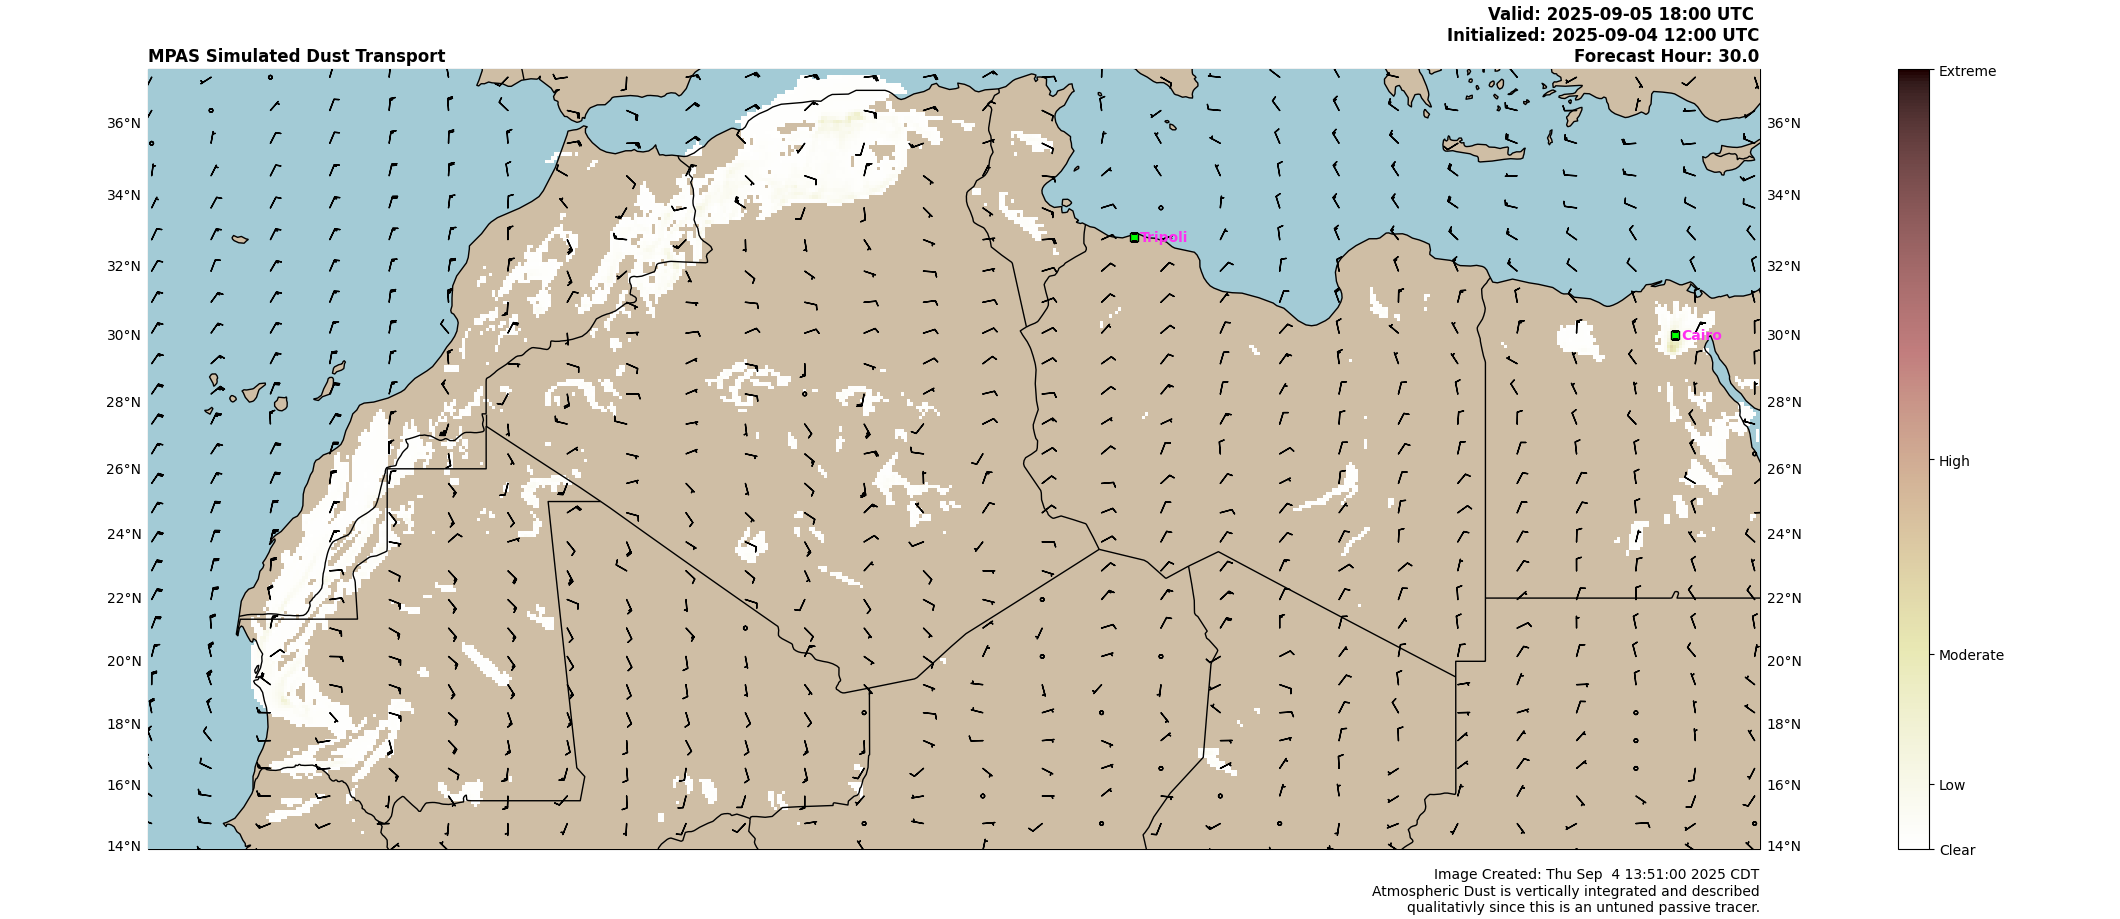 Valid: 2025-09-05 18:00 UTC
Initialized: 2025-09-04 12:00 UTC
MPAS Simulated Dust Transport
Forecast Hour: 30.0
Extreme
36°N
36°N
34°N
34°N
Tripoli
32°N
32°N
30°N
Cairo
30°N
28°N
28°N
26°N
26°N
High
24°N
24°N
22°N
22°N
20°N
20°N
Moderate
18°N
18°N
16°N
16°N
Low
14°N
14°N
Clear
Image Created: Thu Sep  4 13:51:00 2025 CDT
Atmospheric Dust is vertically integrated and described
qualitativly since this is an untuned passive tracer.